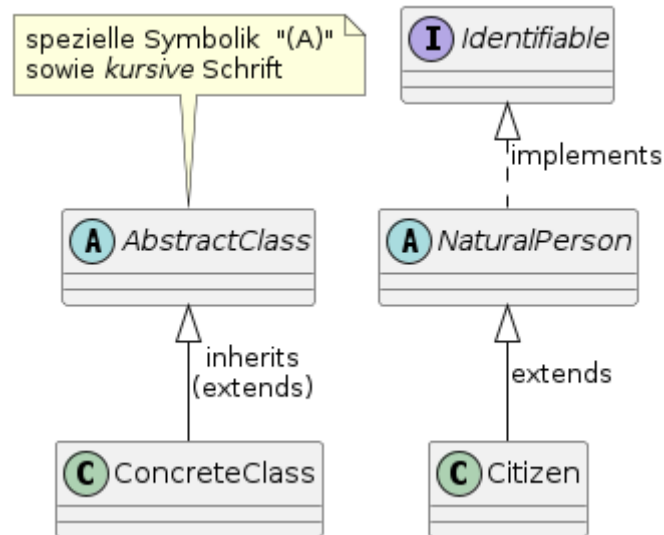 spezielle Symbolik "(A)"
sowie kursive Schrift
I Identifiable
implements
A AbstractClass
A NaturalPerson
inherits
(extends)
extends
C ConcreteClass
C Citizen